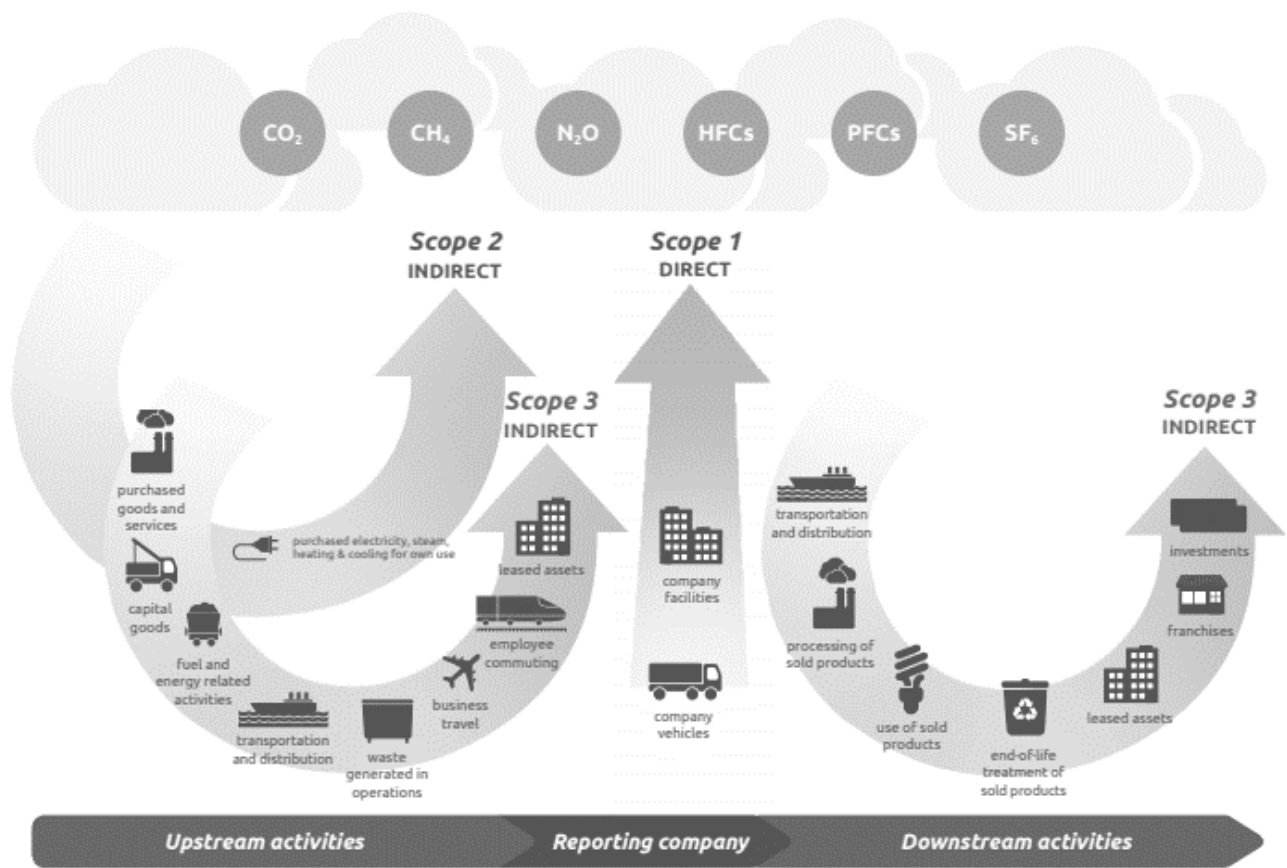 CO₂
CH₄
N₂O
HFCs
PFCs
SF₆
Scope 2
INDIRECT
Scope 1
DIRECT
Scope 3
INDIRECT
Scope 3
INDIRECT
purchased
goods and
services
capital
goods
fuel and
energy related
activities
purchased electricity, steam,
heating & cooling for own use
transportation
and distribution
waste
generated in
operations
business
travel
employee
commuting
leased assets
company
facilities
company
vehicles
transportation
and distribution
processing of
sold products
use of sold
products
end-of-life
treatment of
sold products
leased assets
franchises
investments
Upstream activities
Reporting company
Downstream activities